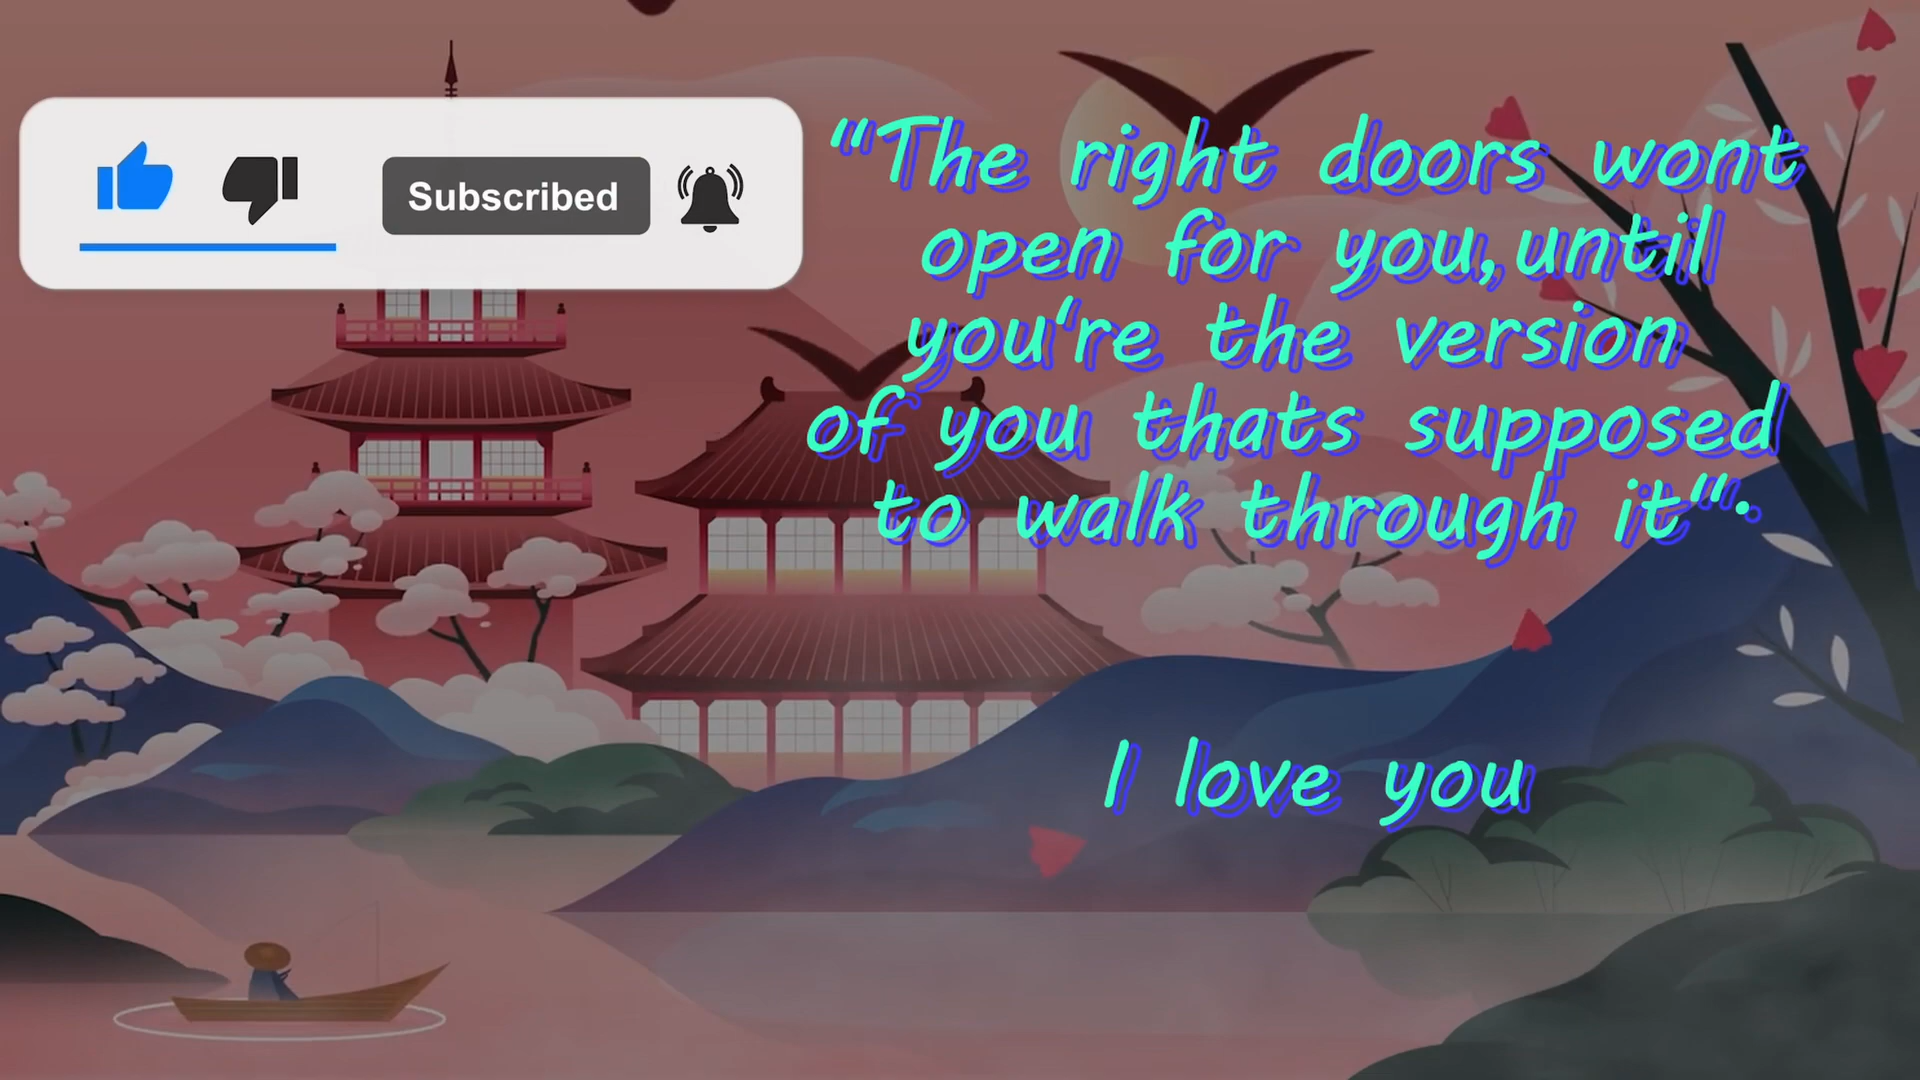 Subscribed
"The right doors wont
open for you,until
you're the version
of you thats supposed
to walk through it".
I love you